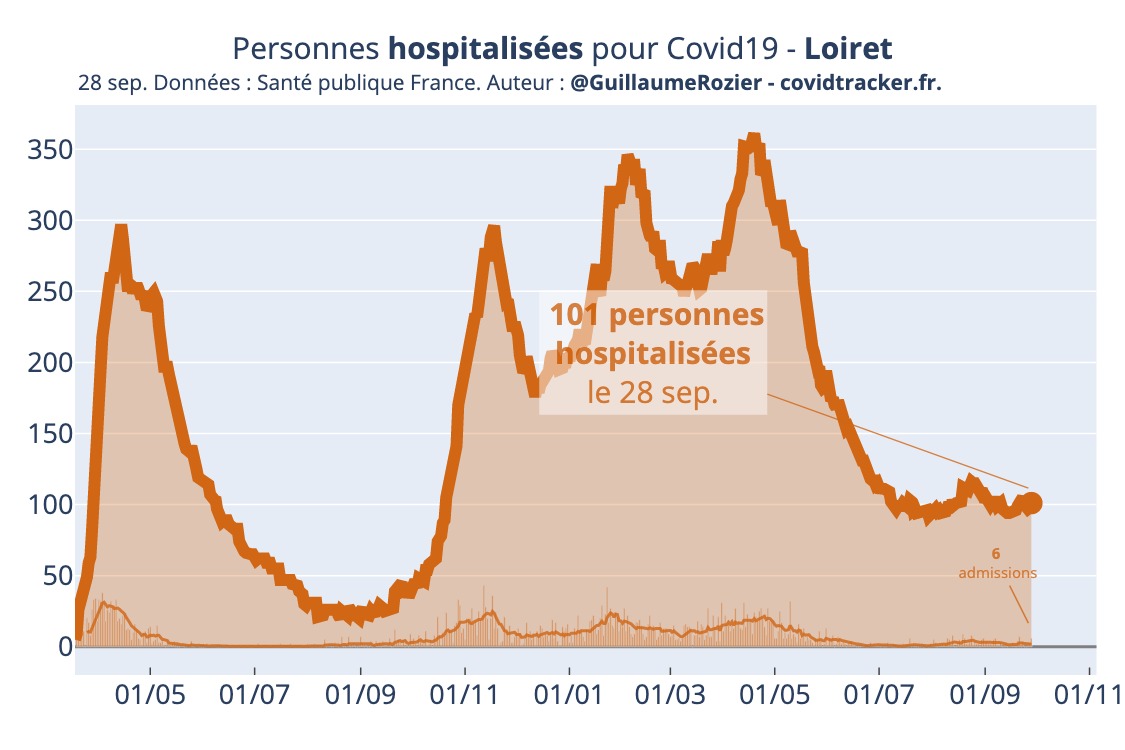 Personnes hospitalisées pour Covid19 - Loiret
28 sep. Données : Santé publique France. Auteur : @GuillaumeRozier - covidtracker.fr.
350
300
250
200
150
100
50
0
101 personnes
hospitalisées
le 28 sep.
6
admissions
01/05 01/07 01/09 01/11 01/01 01/03 01/05 01/07 01/09 01/11